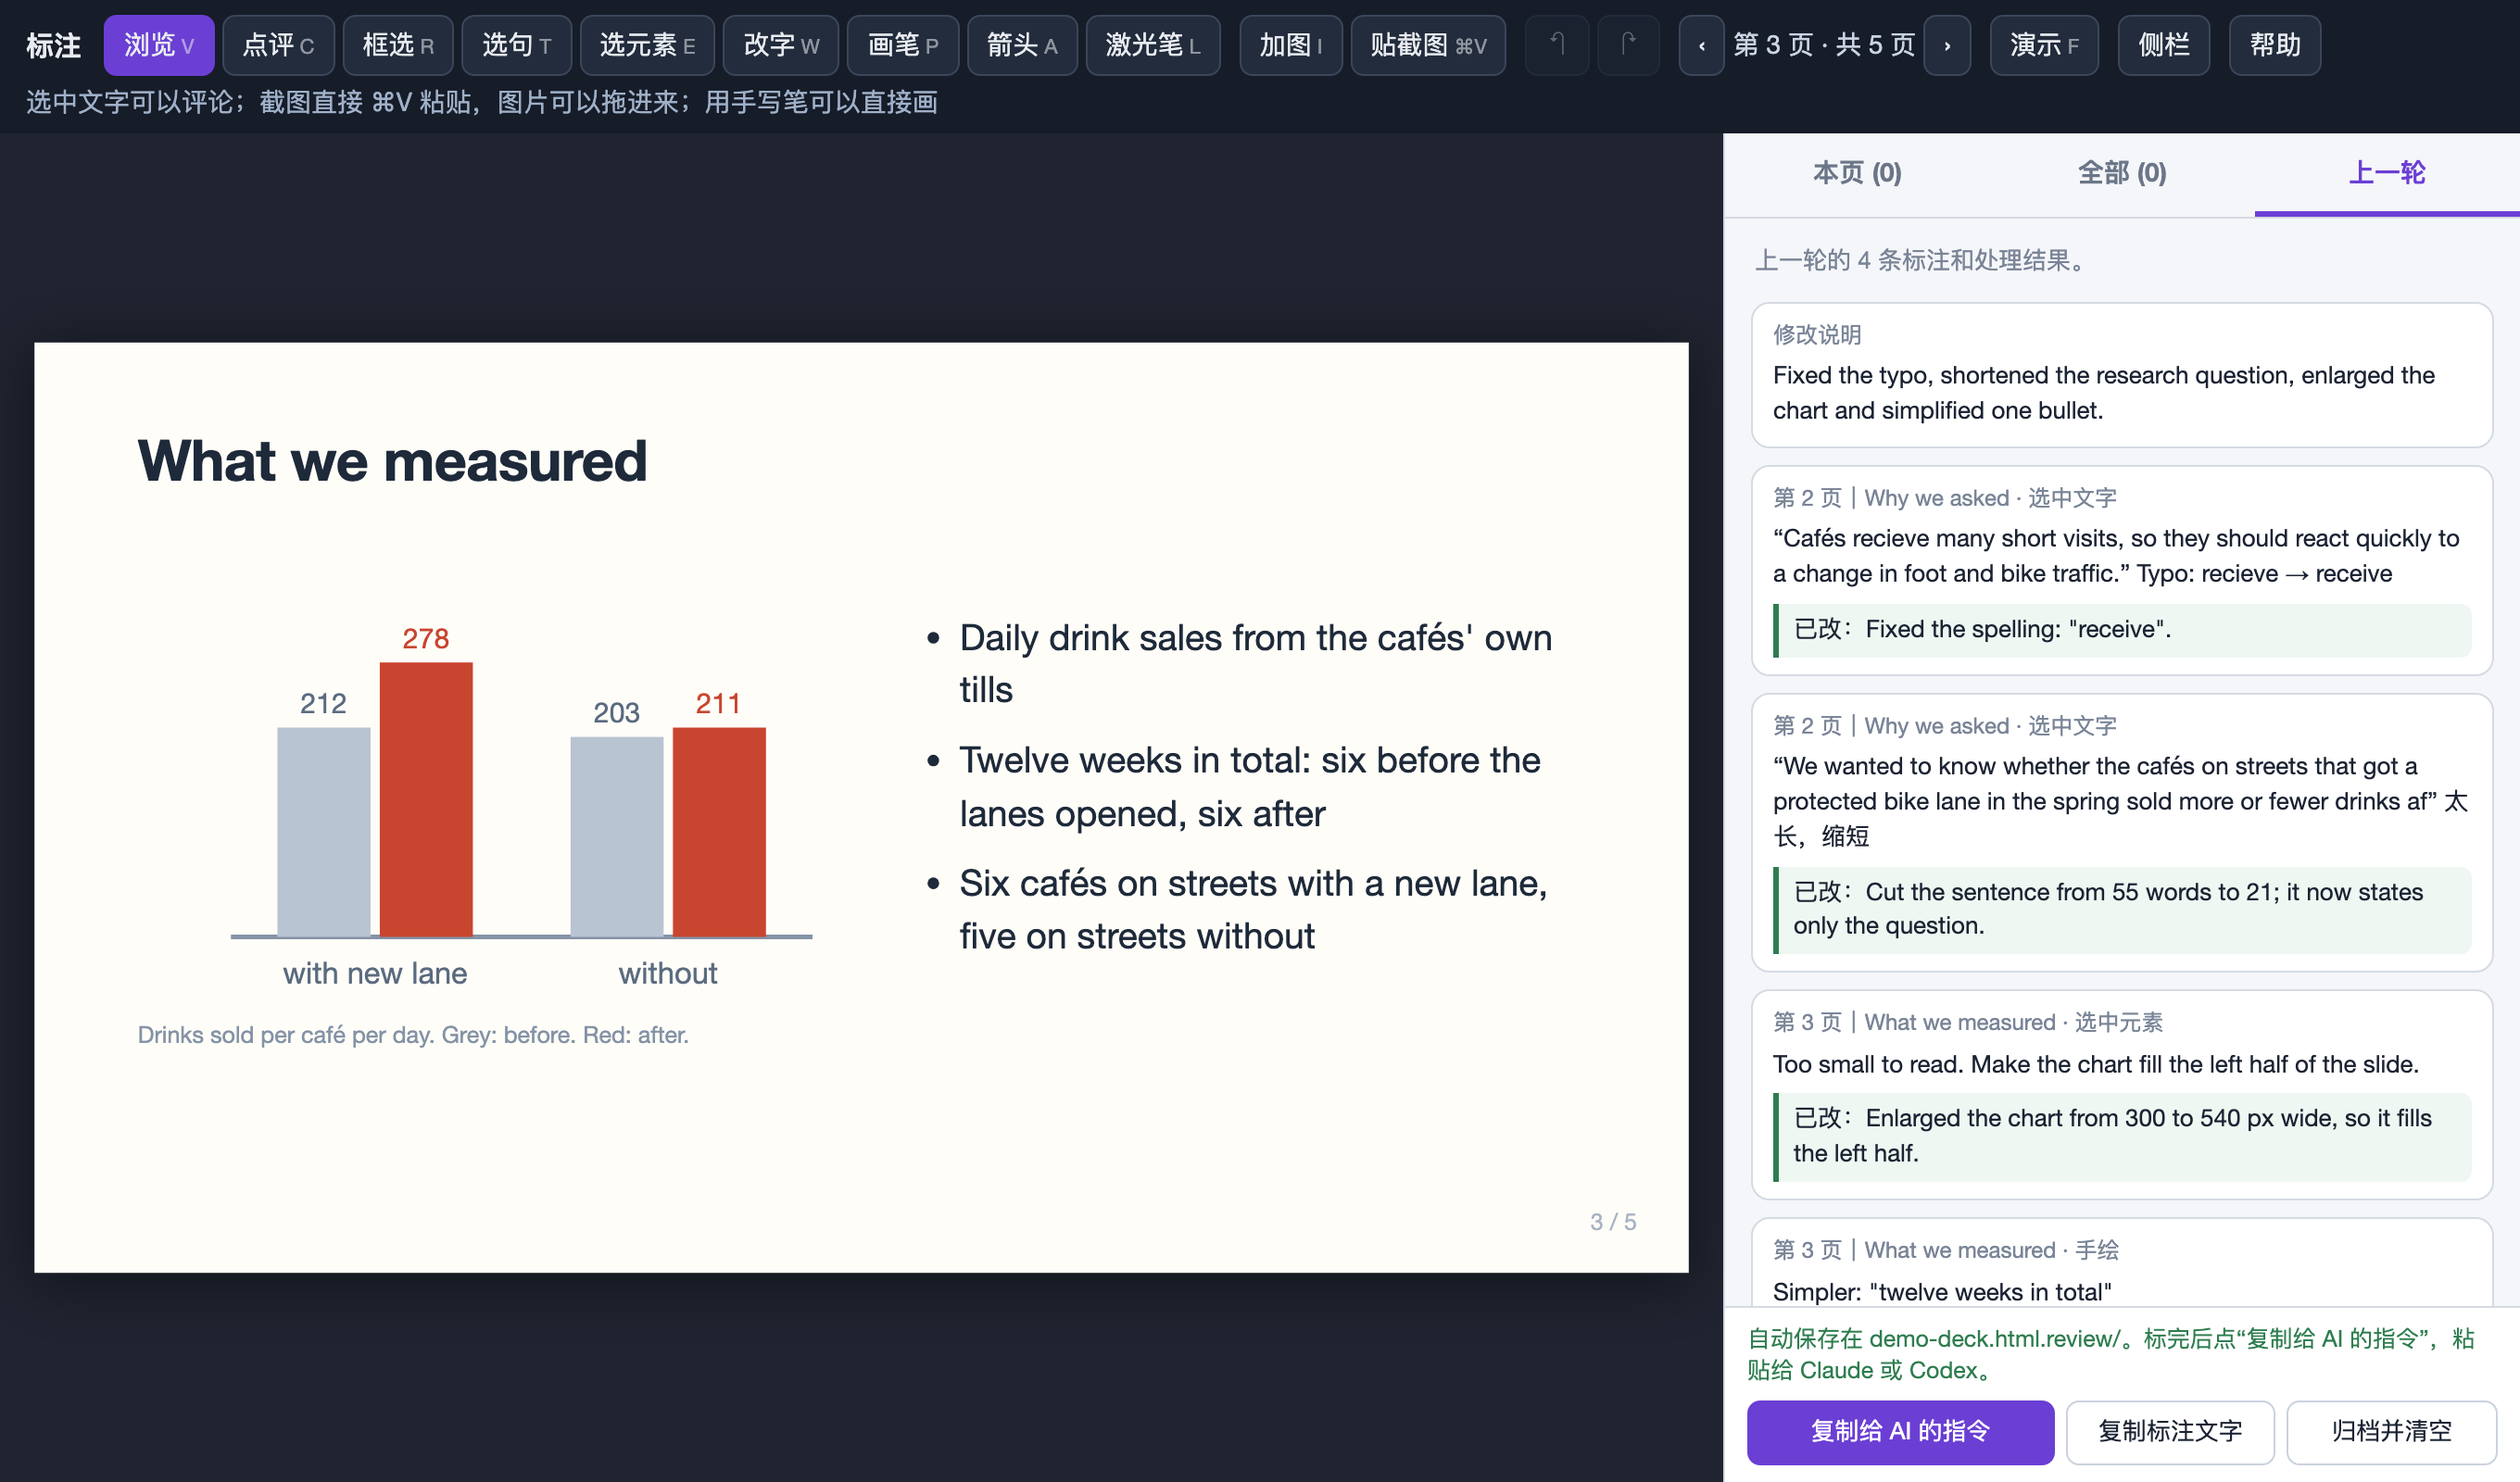 标注 浏览 V 点评 C 框选 R 选句 T 选元素 E 改字 W 画笔 P 箭头 A 激光笔 L 加图 I 贴截图 ⌘V ‹ 第 3 页 · 共 5 页 › 演示 F 侧栏 帮助
选中文字可以评论；截图直接 ⌘V 粘贴，图片可以拖进来；用手写笔可以直接画
What we measured
278
212
203
211
with new lane
without
Drinks sold per café per day. Grey: before. Red: after.
• Daily drink sales from the cafés' own
tills
• Twelve weeks in total: six before the
lanes opened, six after
• Six cafés on streets with a new lane,
five on streets without
3 / 5
本页 (0) 全部 (0) 上一轮
上一轮的 4 条标注和处理结果。
修改说明
Fixed the typo, shortened the research question, enlarged the
chart and simplified one bullet.
第 2 页｜Why we asked · 选中文字
“Cafés recieve many short visits, so they should react quickly to
a change in foot and bike traffic.” Typo: recieve → receive
已改：Fixed the spelling: "receive".
第 2 页｜Why we asked · 选中文字
“We wanted to know whether the cafés on streets that got a
protected bike lane in the spring sold more or fewer drinks af” 太
长，缩短
已改：Cut the sentence from 55 words to 21; it now states
only the question.
第 3 页｜What we measured · 选中元素
Too small to read. Make the chart fill the left half of the slide.
已改：Enlarged the chart from 300 to 540 px wide, so it fills
the left half.
第 3 页｜What we measured · 手绘
Simpler: "twelve weeks in total"
自动保存在 demo-deck.html.review/。标完后点“复制给 AI 的指令”，粘
贴给 Claude 或 Codex。
复制给 AI 的指令 复制标注文字 归档并清空